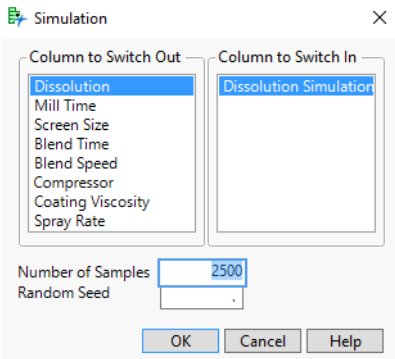 Simulation
Column to Switch Out
Column to Switch In
Dissolution
Mill Time
Screen Size
Blend Time
Blend Speed
Compressor
Coating Viscosity
Spray Rate
Dissolution Simulation
Number of Samples 2500
Random Seed .
OK Cancel Help